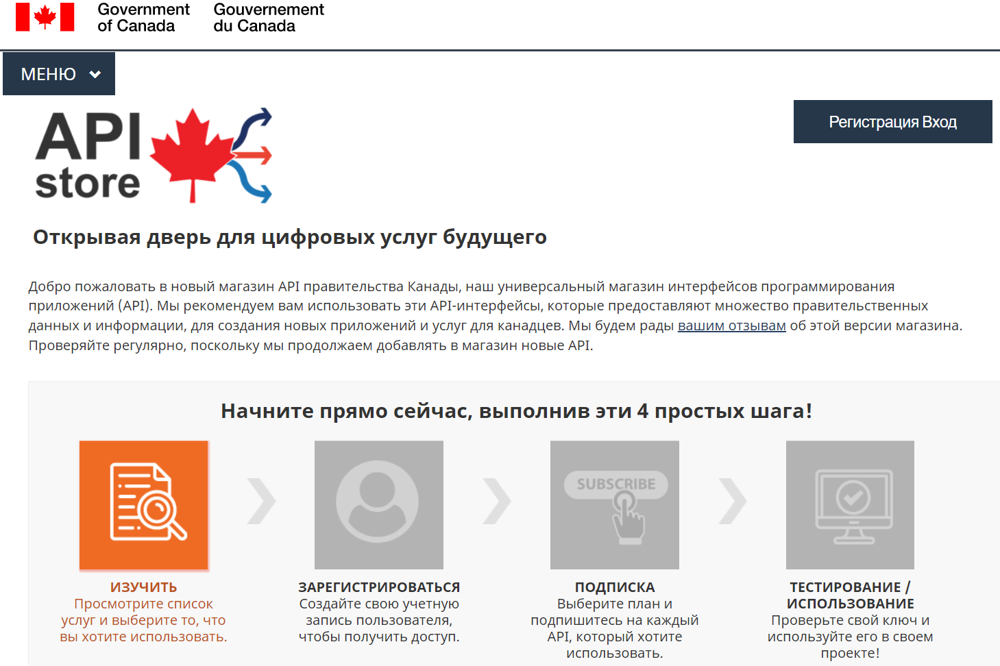 Government of Canada
Gouvernement du Canada
МЕНЮ
API store
Регистрация Вход
Открывая дверь для цифровых услуг будущего
Добро пожаловать в новый магазин API правительства Канады, наш универсальный магазин интерфейсов программирования
приложений (API). Мы рекомендуем вам использовать эти API-интерфейсы, которые предоставляют множество правительственных
данных и информации, для создания новых приложений и услуг для канадцев. Мы будем рады вашим отзывам об этой версии магазина.
Проверяйте регулярно, поскольку мы продолжаем добавлять в магазин новые API.
Начните прямо сейчас, выполнив эти 4 простых шага!
ИЗУЧИТЬ
Просмотрите список
услуг и выберите то, что
вы хотите использовать.
ЗАРЕГИСТРИРОВАТЬСЯ
Создайте свою учетную
запись пользователя,
чтобы получить доступ.
SUBSCRIBE
ПОДПИСКА
Выберите план и
подпишитесь на каждый
API, который хотите
использовать.
ТЕСТИРОВАНИЕ /
ИСПОЛЬЗОВАНИЕ
Проверьте свой ключ и
используйте его в своем
проекте!